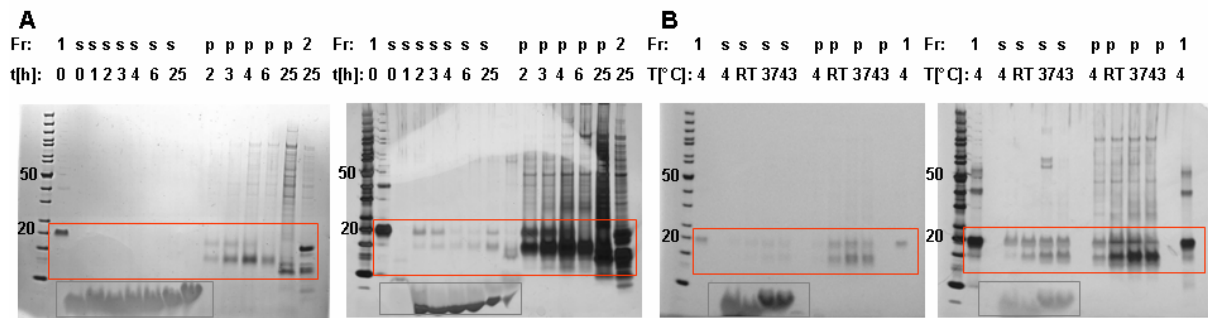 A
B
Fr: 1 s s s s s s s p p p p p 2
Fr: 1 s s s s s s s p p p p p 2
Fr: 1 s s s s p p p p 1
Fr: 1 s s s s p p p p 1
t[h]: 0 0 1 2 3 4 6 25 2 3 4 6 25 25
t[h]: 0 0 1 2 3 4 6 25 2 3 4 6 25 25
T[°C]: 4 4 RT 37 43 4 RT 37 43 4
T[°C]: 4 4 RT 37 43 4 RT 37 43 4
50
50
50
50
20
20
20
20